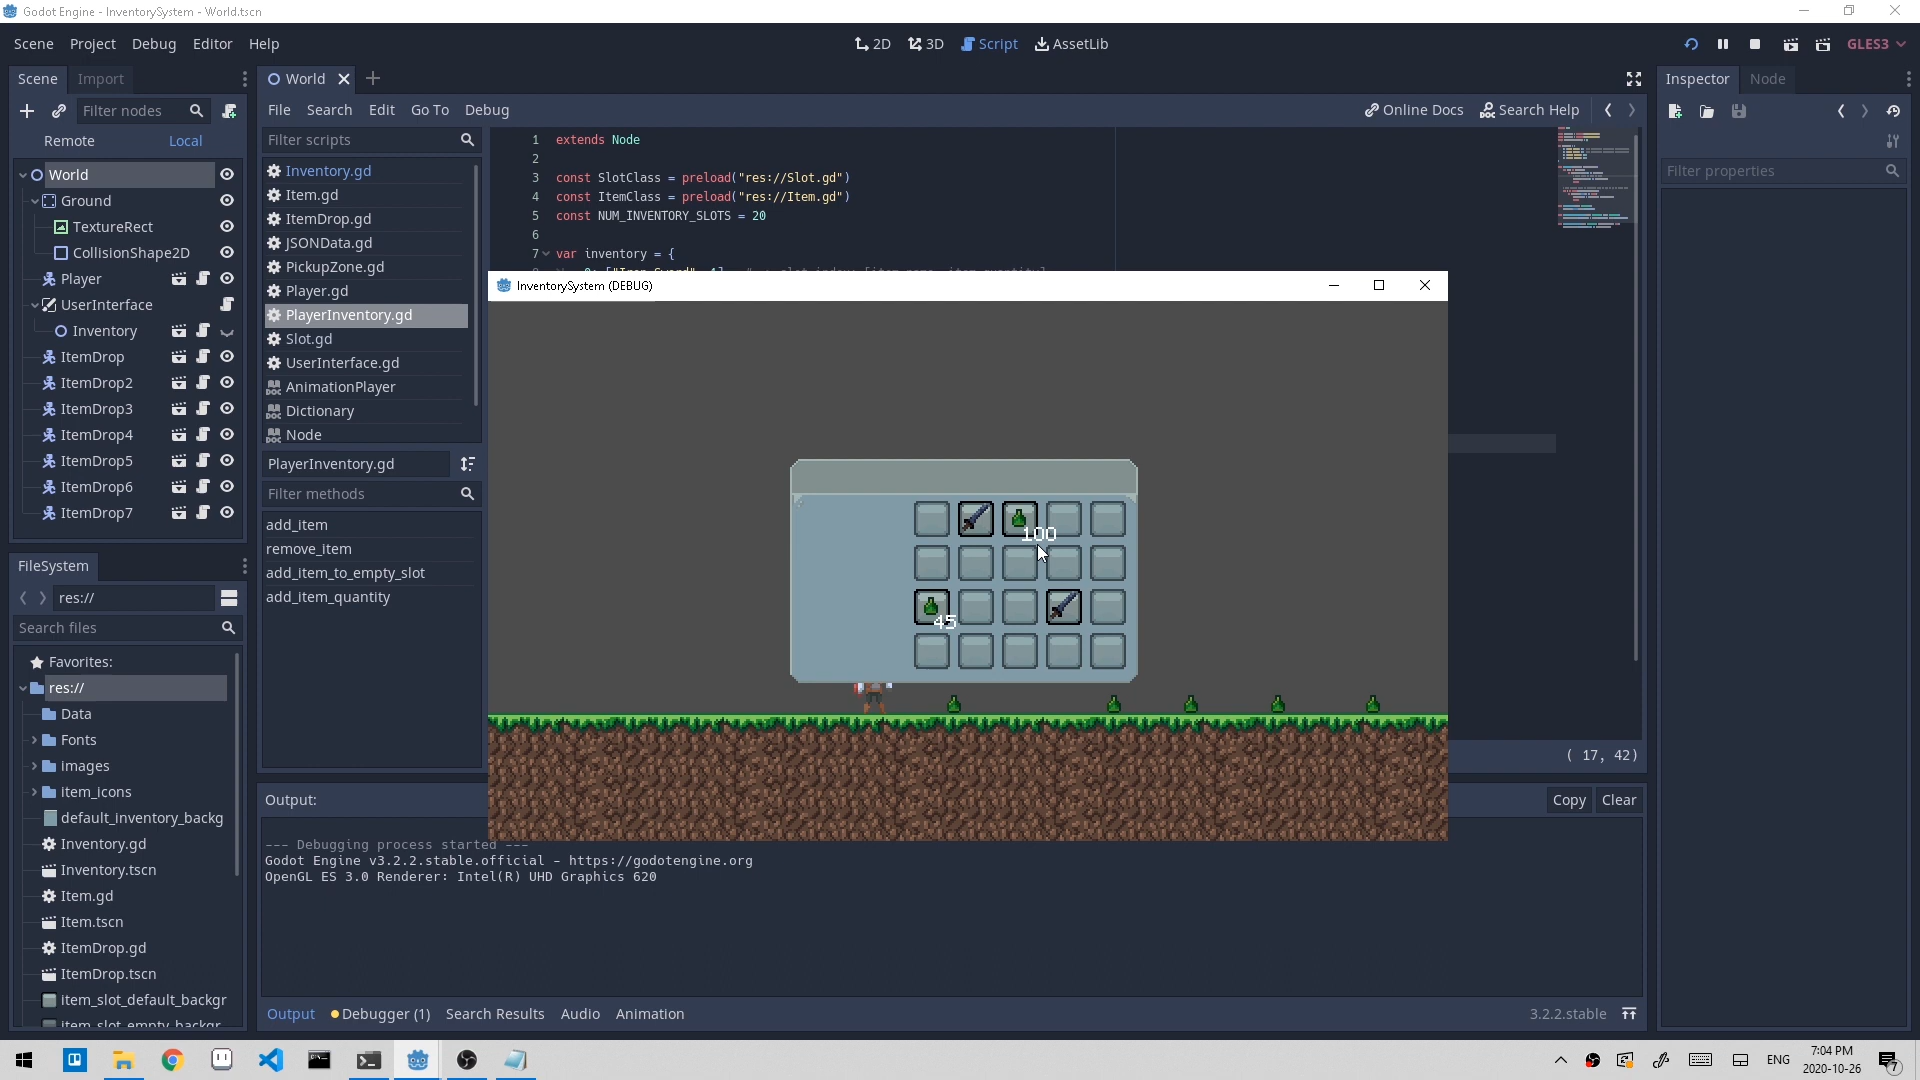 Godot Engine - InventorySystem - World.tscn
Scene Project Debug Editor Help
2D 3D Script AssetLib
GLES3
Scene Import
World
Inspector Node
Filter nodes
File Search Edit Go To Debug
Online Docs Search Help
Remote Local
Filter scripts
Filter properties
World
Ground
TextureRect
CollisionShape2D
Player
UserInterface
Inventory
ItemDrop
ItemDrop2
ItemDrop3
ItemDrop4
ItemDrop5
ItemDrop6
ItemDrop7
Inventory.gd
Item.gd
ItemDrop.gd
JSONData.gd
PickupZone.gd
Player.gd
PlayerInventory.gd
Slot.gd
UserInterface.gd
AnimationPlayer
Dictionary
Node
PlayerInventory.gd
Filter methods
add_item
remove_item
add_item_to_empty_slot
add_item_quantity
1 extends Node
2
3 const SlotClass = preload("res://Slot.gd")
4 const ItemClass = preload("res://Item.gd")
5 const NUM_INVENTORY_SLOTS = 20
6
7 var inventory = {
InventorySystem (DEBUG)
100
45
( 17, 42)
FileSystem
res://
Search files
Favorites:
res://
Data
Fonts
images
item_icons
default_inventory_backg
Inventory.gd
Inventory.tscn
Item.gd
Item.tscn
ItemDrop.gd
ItemDrop.tscn
item_slot_default_backgr
item_slot_empty_backgr
Output:
Copy Clear
--- Debugging process started ---
Godot Engine v3.2.2.stable.official - https://godotengine.org
OpenGL ES 3.0 Renderer: Intel(R) UHD Graphics 620
Output Debugger (1) Search Results Audio Animation
3.2.2.stable
ENG
7:04 PM
2020-10-26
7